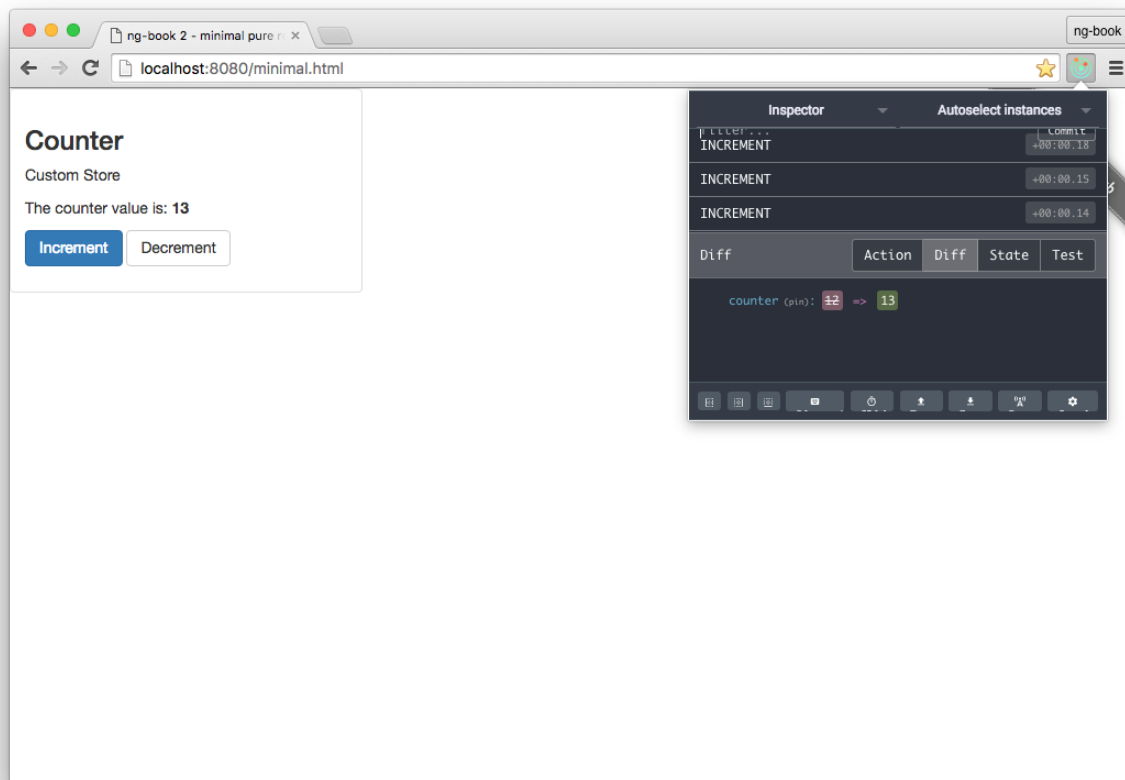 ng-book 2 - minimal pure
ng-book
localhost:8080/minimal.html
Counter
Custom Store
The counter value is: 13
Increment Decrement
Inspector Autoselect instances
filter... Commit
INCREMENT +00:00.18
INCREMENT +00:00.15
INCREMENT +00:00.14
Diff Action Diff State Test
counter (pin): 12 => 13